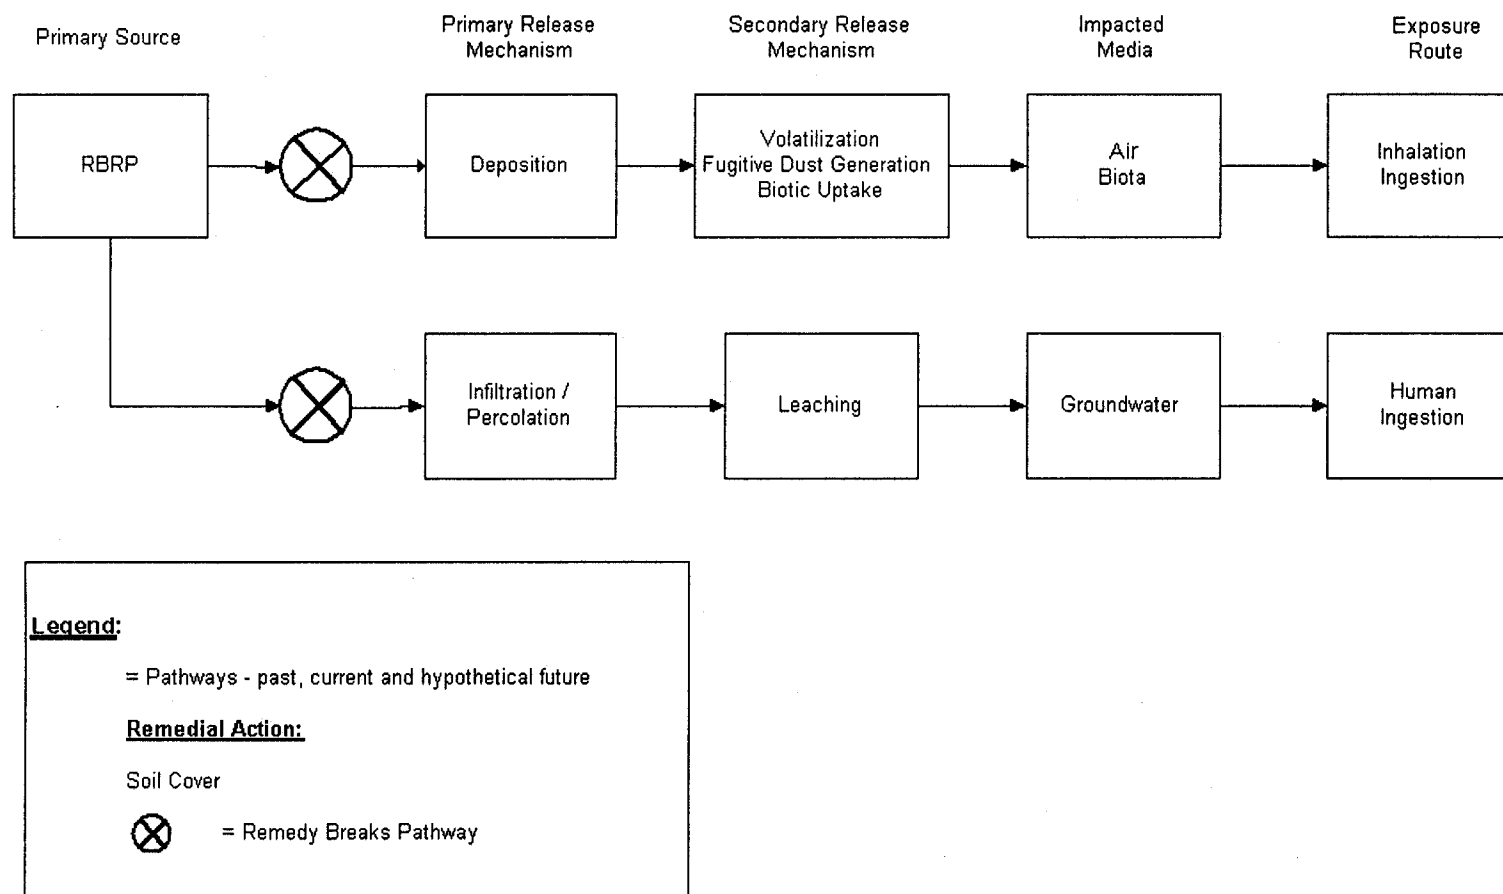 Primary Source
Primary Release
Mechanism
Secondary Release
Mechanism
Impacted
Media
Exposure
Route
RBRP
Deposition
Volatilization
Fugitive Dust Generation
Biotic Uptake
Air
Biota
Inhalation
Ingestion
Infiltration /
Percolation
Leaching
Groundwater
Human
Ingestion
Legend:
= Pathways - past, current and hypothetical future
Remedial Action:
Soil Cover
= Remedy Breaks Pathway